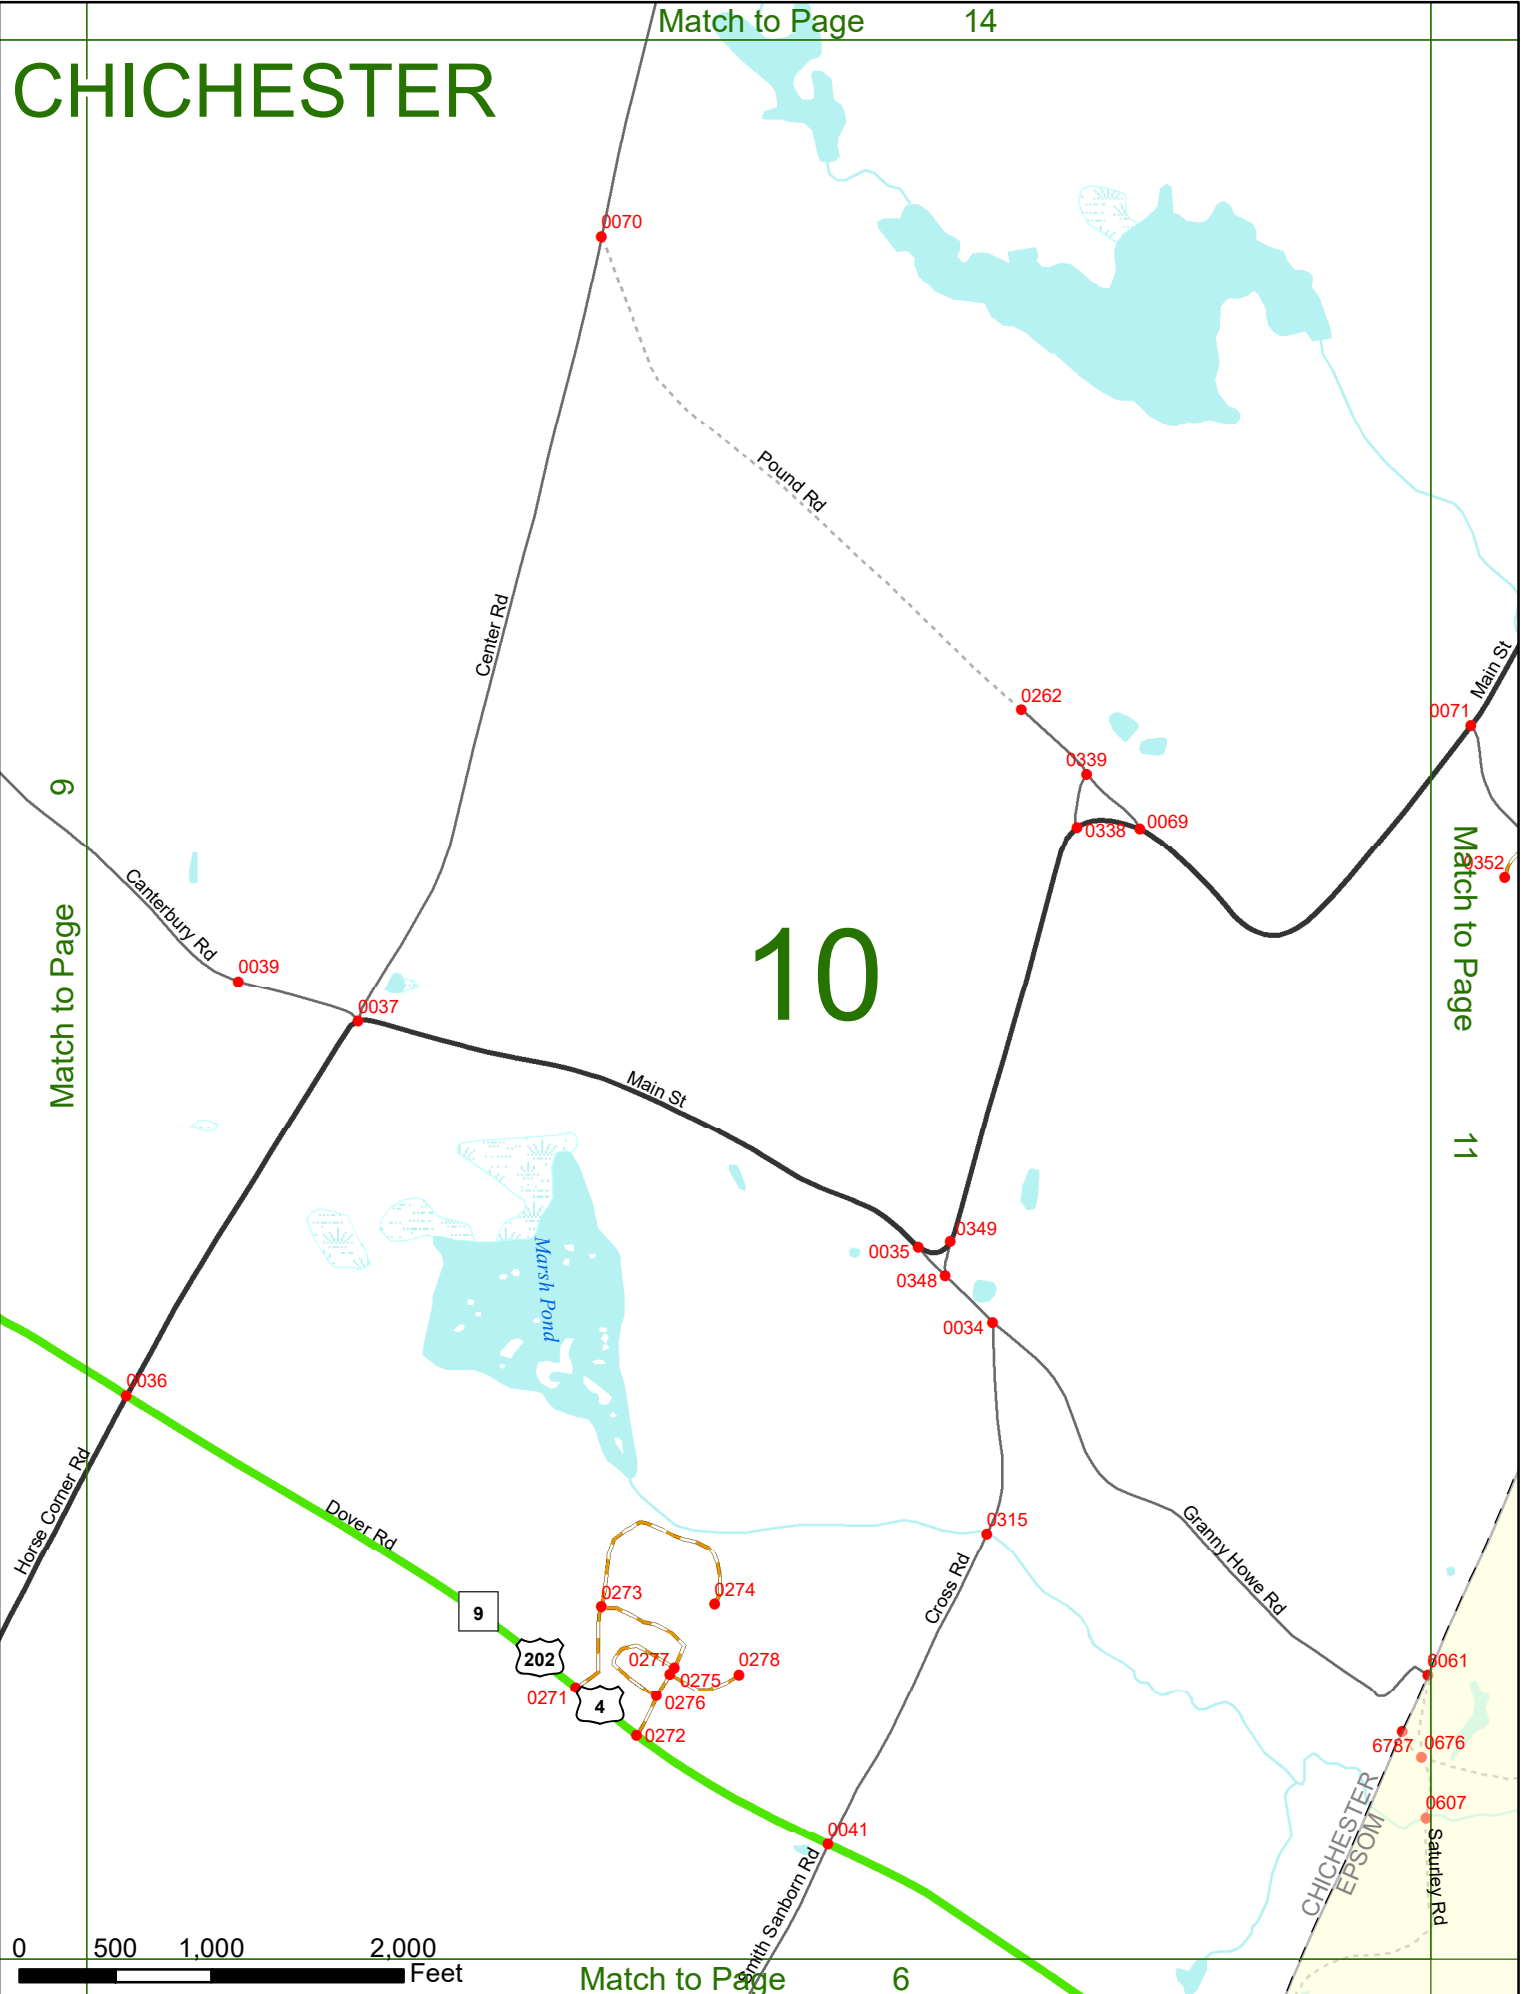 Match to Page 14
CHICHESTER
0070
Pound Rd
Center Rd
0262
Main St
0071
0339
9
Match to Page
0338
0069
Match to Page
11
0352
Canterbury Rd
0039
10
0037
Main St
0349
0035
0348
Marsh Pond
0034
0036
Horse Corner Rd
Dover Rd
Granny Howe Rd
0315
Cross Rd
0273
0274
9
202
0277
0275
0278
0271
4
0276
0272
6787
0676
0607
0041
CHICHESTER
EPSOM
Saturley Rd
Smith Sanborn Rd
0 500 1,000 2,000
Feet
Match to Page 6